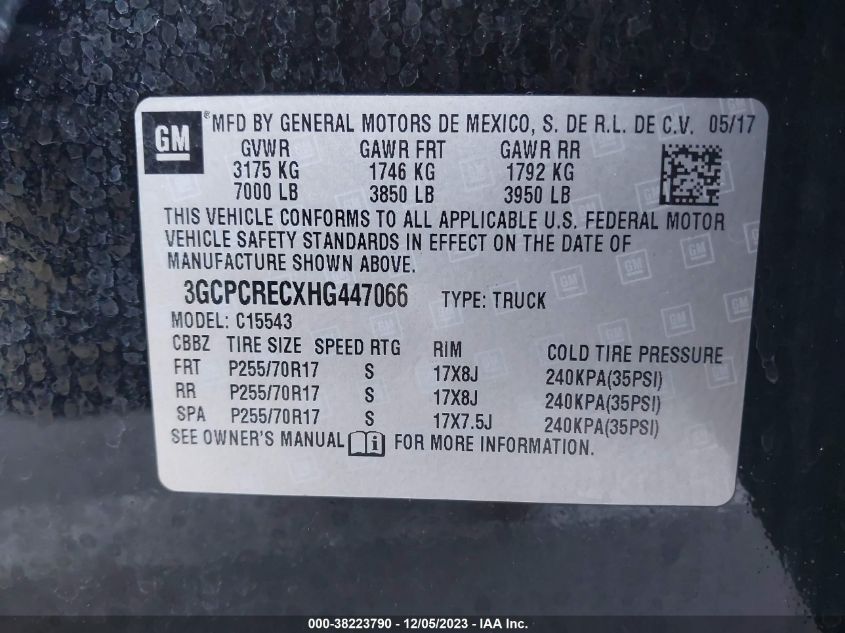 GM ® MFD BY GENERAL MOTORS DE MEXICO, S. DE R.L. DE C.V. 05/17
GVWR GAWR FRT GAWR RR
3175 KG 1746 KG 1792 KG
7000 LB 3850 LB 3950 LB
THIS VEHICLE CONFORMS TO ALL APPLICABLE U.S. FEDERAL MOTOR
VEHICLE SAFETY STANDARDS IN EFFECT ON THE DATE OF
MANUFACTURE SHOWN ABOVE.
3GCPCRECXHG447066 TYPE: TRUCK
MODEL: C15543
CBBZ TIRE SIZE SPEED RTG RIM COLD TIRE PRESSURE
FRT P255/70R17 S 17X8J 240KPA(35PSI)
RR P255/70R17 S 17X8J 240KPA(35PSI)
SPA P255/70R17 S 17X7.5J 240KPA(35PSI)
SEE OWNER'S MANUAL i FOR MORE INFORMATION.
000-38223790 - 12/05/2023 - IAA Inc.